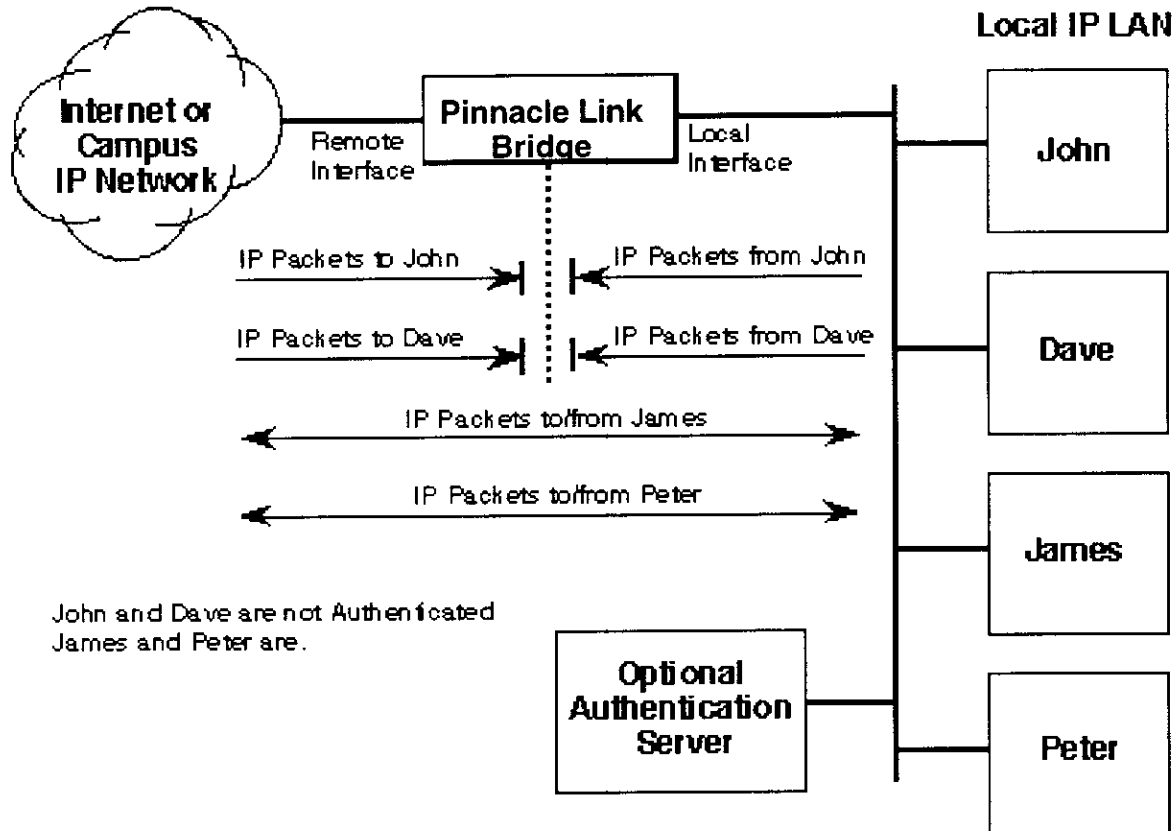 Local IP LAN
Internet or
Campus
IP Network
Remote
Interface
Pinnacle Link
Bridge
Local
Interface
John
IP Packets to John
IP Packets from John
IP Packets to Dave
IP Packets from Dave
Dave
IP Packets to/from James
IP Packets to/from Peter
James
John and Dave are not Authenticated
James and Peter are.
Optional
Authentication
Server
Peter